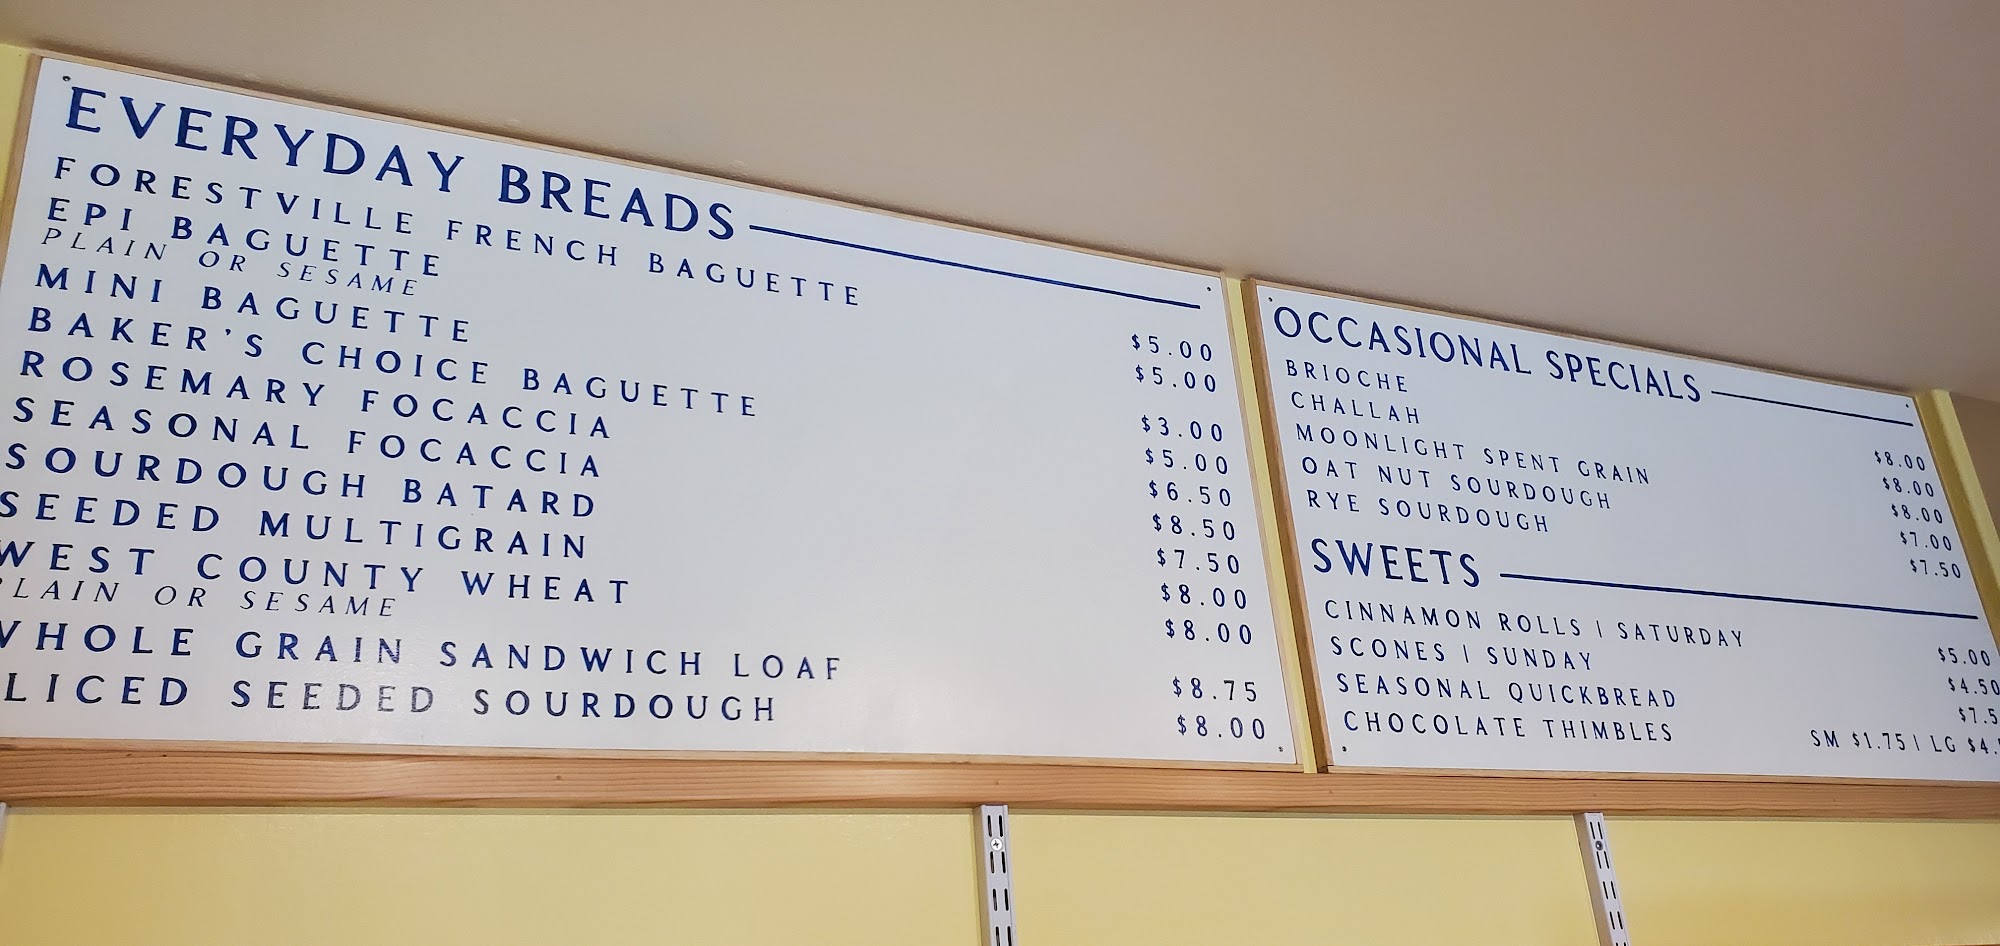 EVERYDAY BREADS
FORESTVILLE FRENCH BAGUETTE $5.00
EPI BAGUETTE $5.00
PLAIN OR SESAME
MINI BAGUETTE $3.00
BAKER'S CHOICE BAGUETTE $5.00
ROSEMARY FOCACCIA $6.50
SEASONAL FOCACCIA $8.50
SOURDOUGH BATARD $7.50
SEEDED MULTIGRAIN $8.00
WEST COUNTY WHEAT $8.00
PLAIN OR SESAME
WHOLE GRAIN SANDWICH LOAF $8.75
LICED SEEDED SOURDOUGH $8.00
OCCASIONAL SPECIALS
BRIOCHE $8.00
CHALLAH $8.00
MOONLIGHT SPENT GRAIN $8.00
OAT NUT SOURDOUGH $7.00
RYE SOURDOUGH $7.50
SWEETS
CINNAMON ROLLS | SATURDAY $5.00
SCONES | SUNDAY $4.50
SEASONAL QUICKBREAD $7.5
CHOCOLATE THIMBLES SM $1.75 | LG $4.